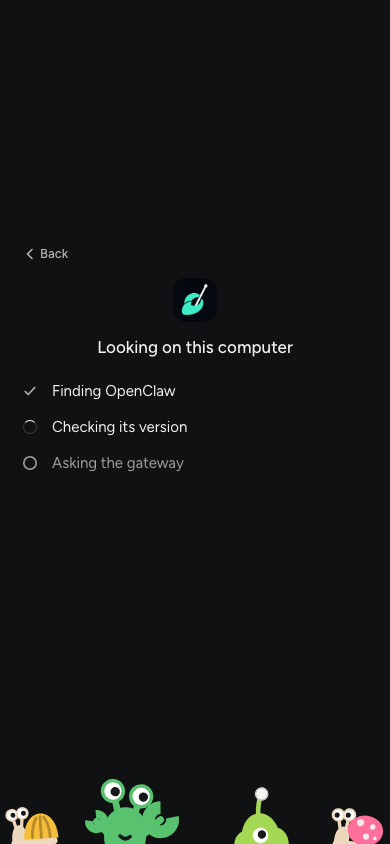 Back
Looking on this computer
Finding OpenClaw
Checking its version
Asking the gateway